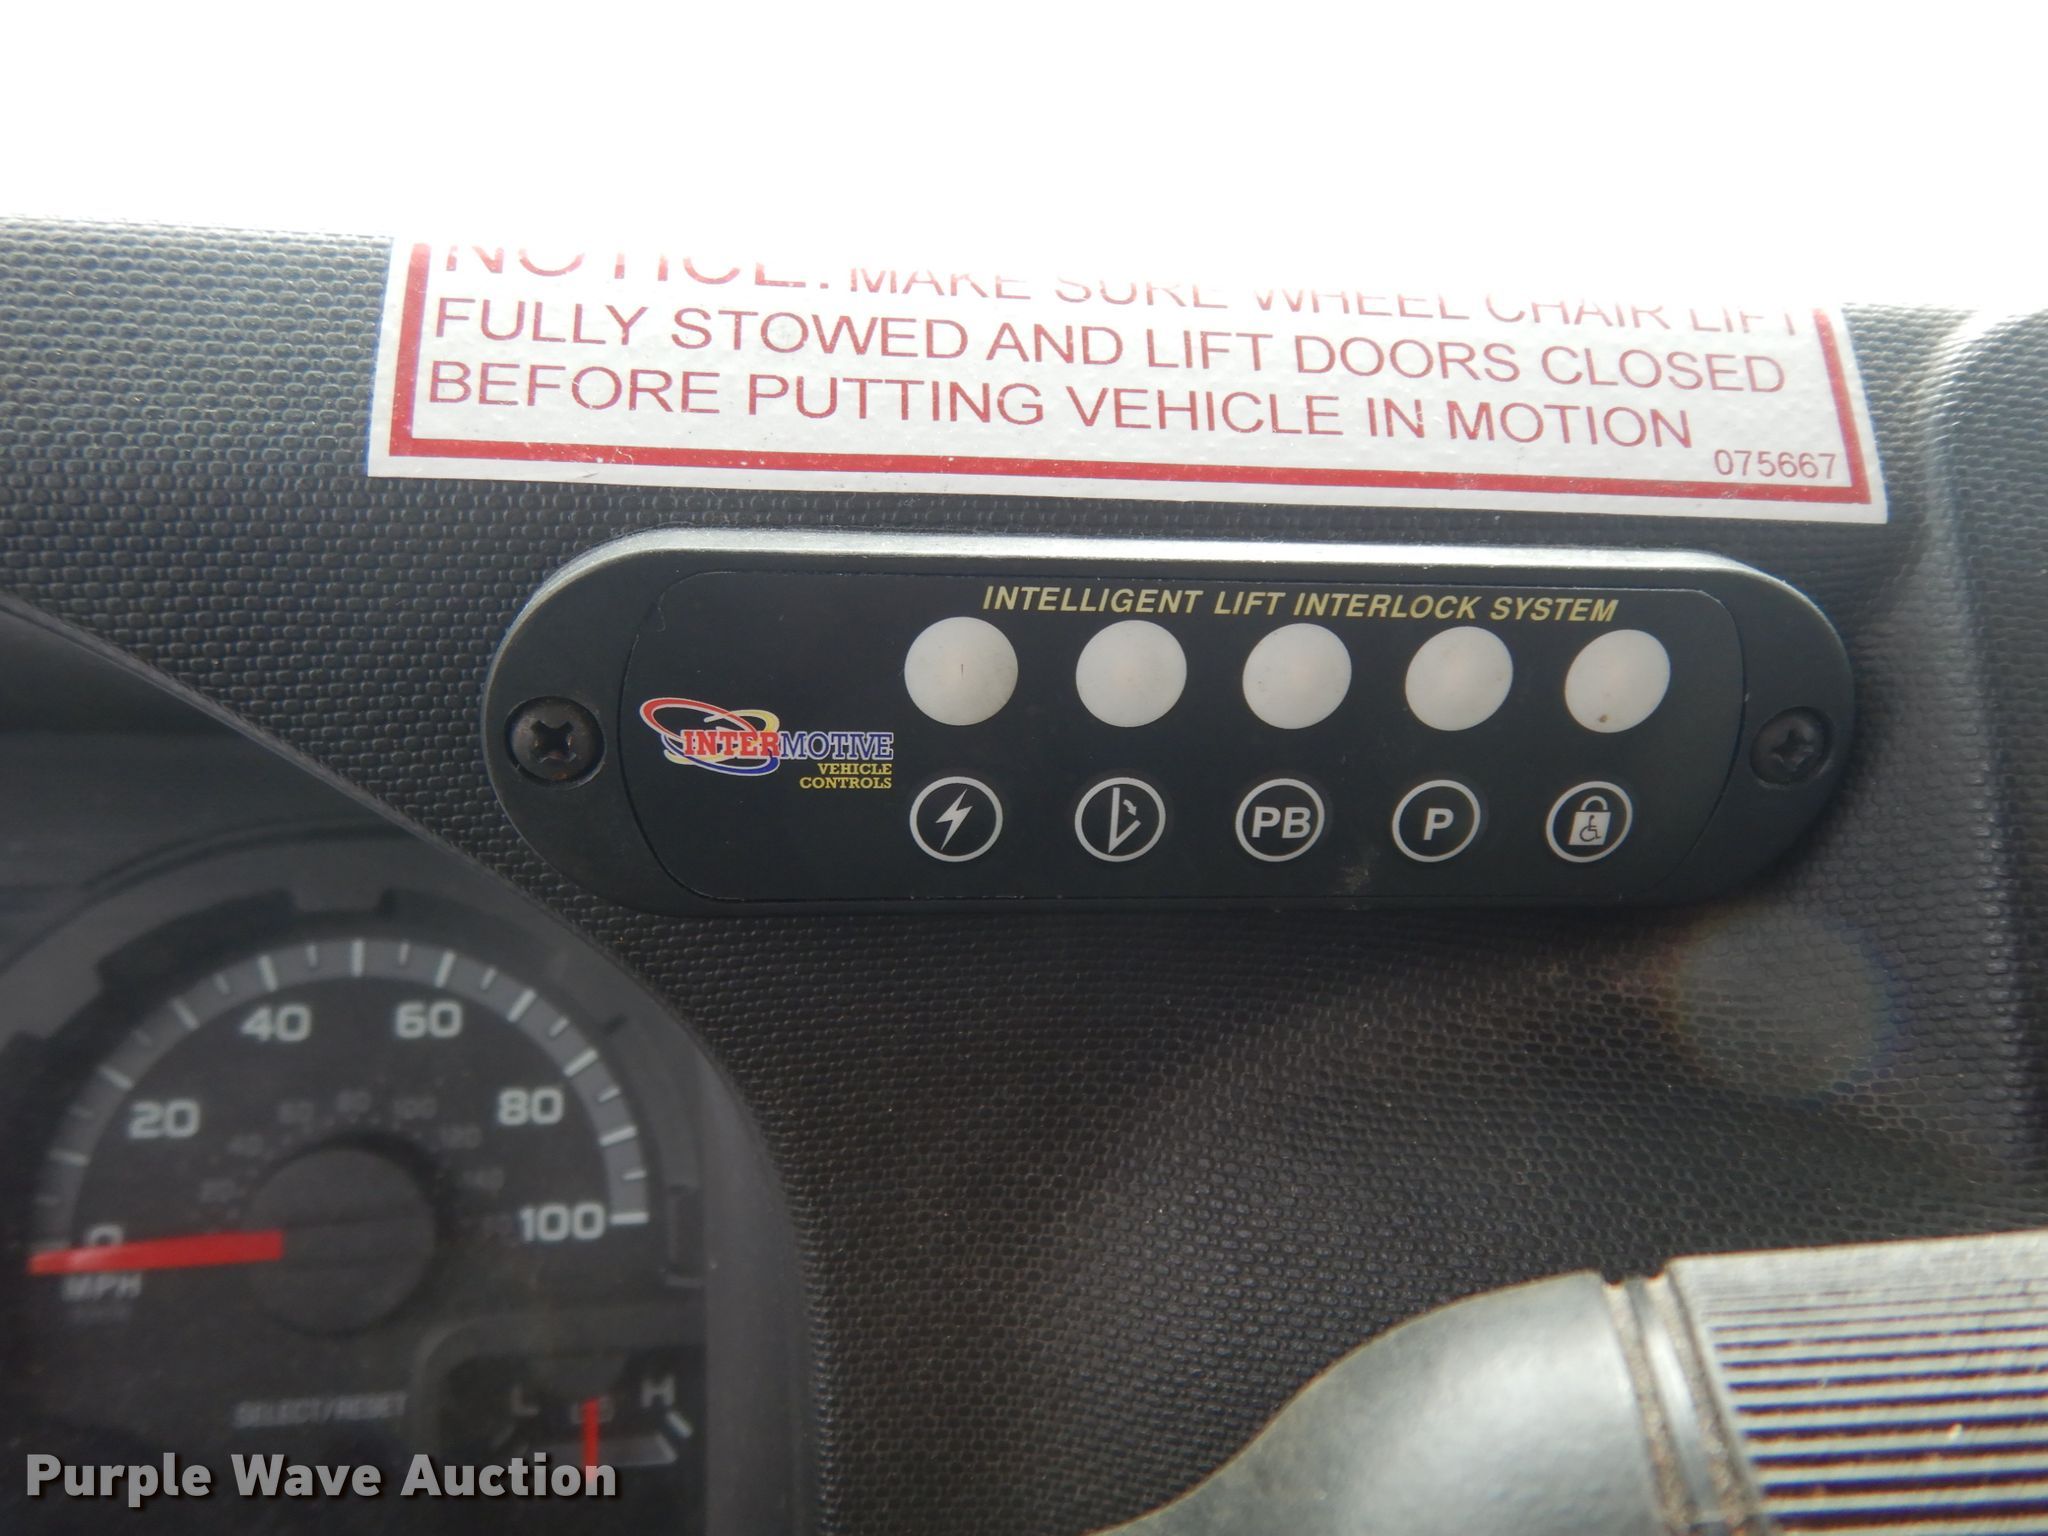 NOTICE: MAKE SURE WHEEL CHAIR LIFT
FULLY STOWED AND LIFT DOORS CLOSED
BEFORE PUTTING VEHICLE IN MOTION
075667
INTELLIGENT LIFT INTERLOCK SYSTEM
INTERMOTIVE
VEHICLE
CONTROLS
PB
P
0
20
40
60
80
100
MPH
SELECT/RESET
L
H
Purple Wave Auction